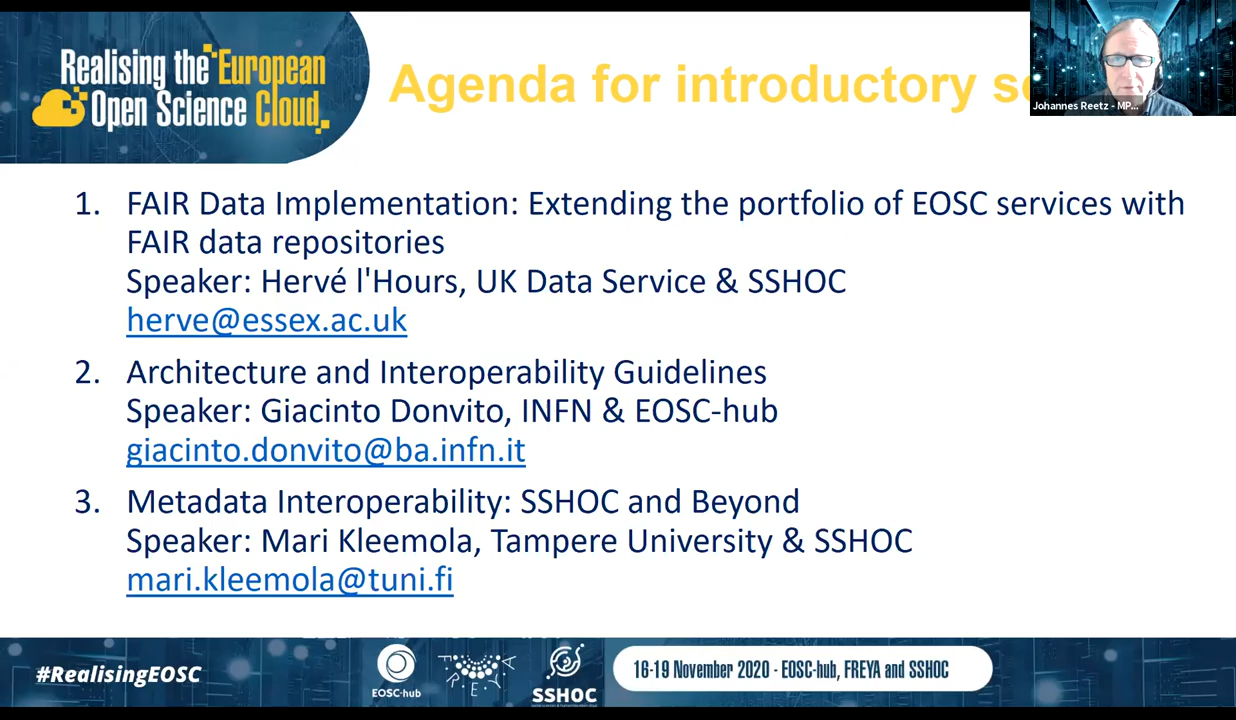 Realising the European
Open Science Cloud
Agenda for introductory
Johannes Reetz - MP...
1. FAIR Data Implementation: Extending the portfolio of EOSC services with
FAIR data repositories
Speaker: Hervé l'Hours, UK Data Service & SSHOC
herve@essex.ac.uk
2. Architecture and Interoperability Guidelines
Speaker: Giacinto Donvito, INFN & EOSC-hub
giacinto.donvito@ba.infn.it
3. Metadata Interoperability: SSHOC and Beyond
Speaker: Mari Kleemola, Tampere University & SSHOC
mari.kleemola@tuni.fi
#RealisingEOSC
EOSC-hub
FREYA
SSHOC
16-19 November 2020 - EOSC-hub, FREYA and SSHOC